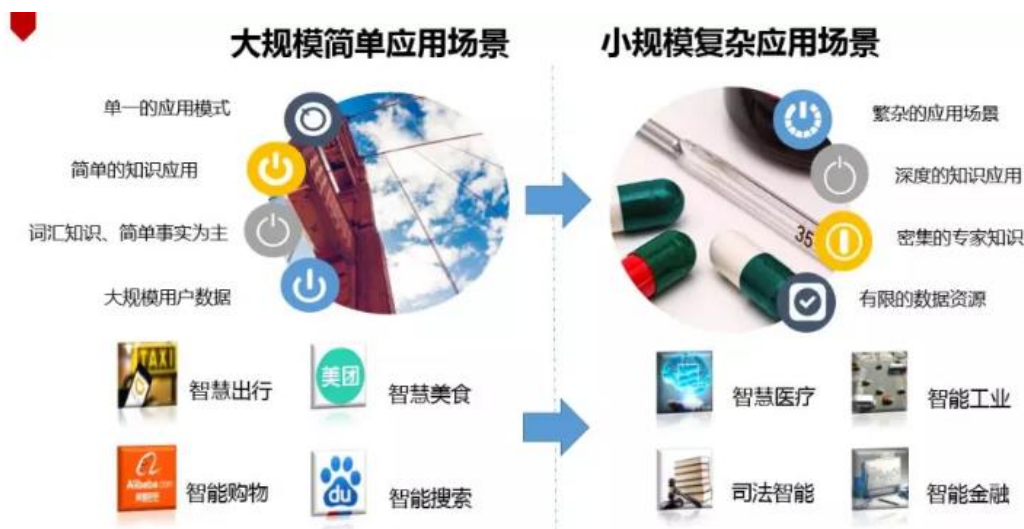 大规模简单应用场景
小规模复杂应用场景
单一的应用模式
简单的知识应用
词汇知识、简单事实为主
大规模用户数据
繁杂的应用场景
深度的知识应用
密集的专家知识
有限的数据资源
35
TAXI
智慧出行
美团
智慧美食
智慧医疗
智能工业
Alibaba.com
智能购物
du
智能搜索
司法智能
智能金融